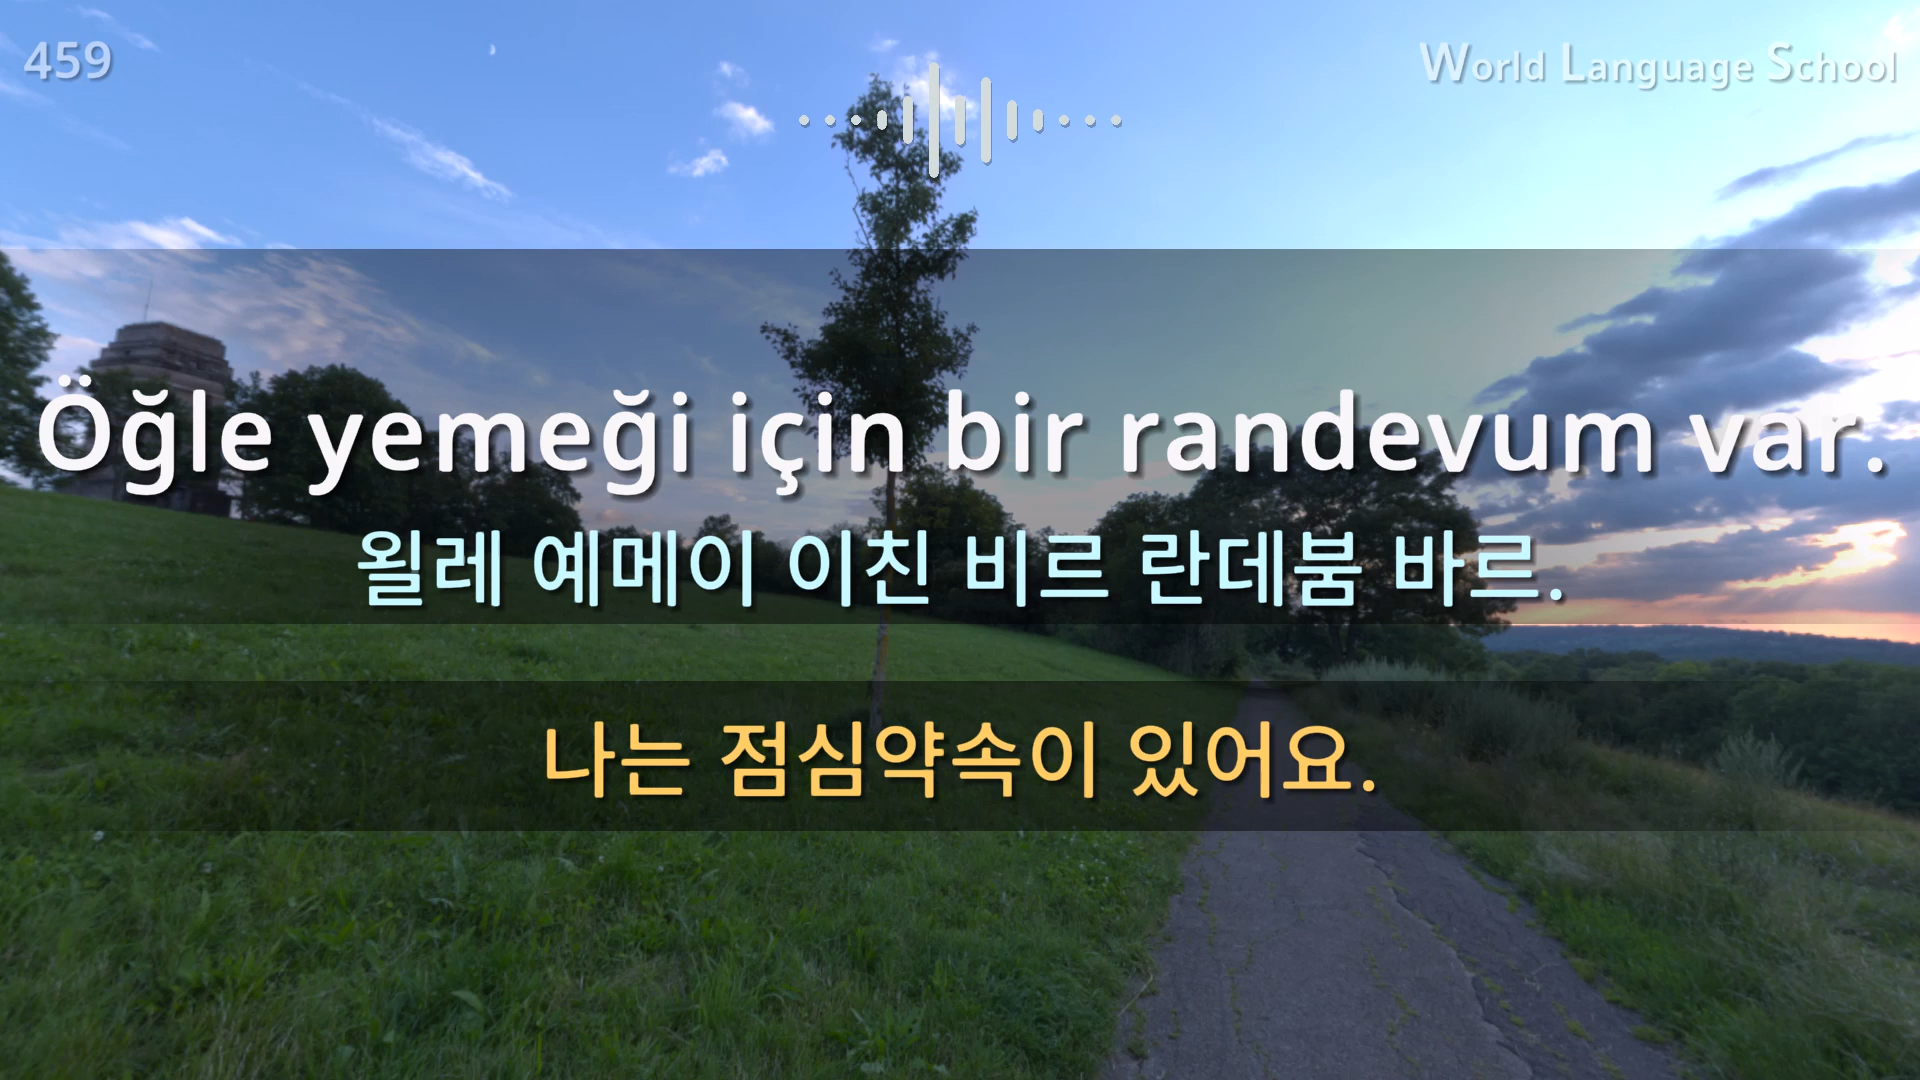 459
World Language School
Öğle yemeği için bir randevum var.
욀레 예메이 이친 비르 란데붐 바르.
나는 점심약속이 있어요.